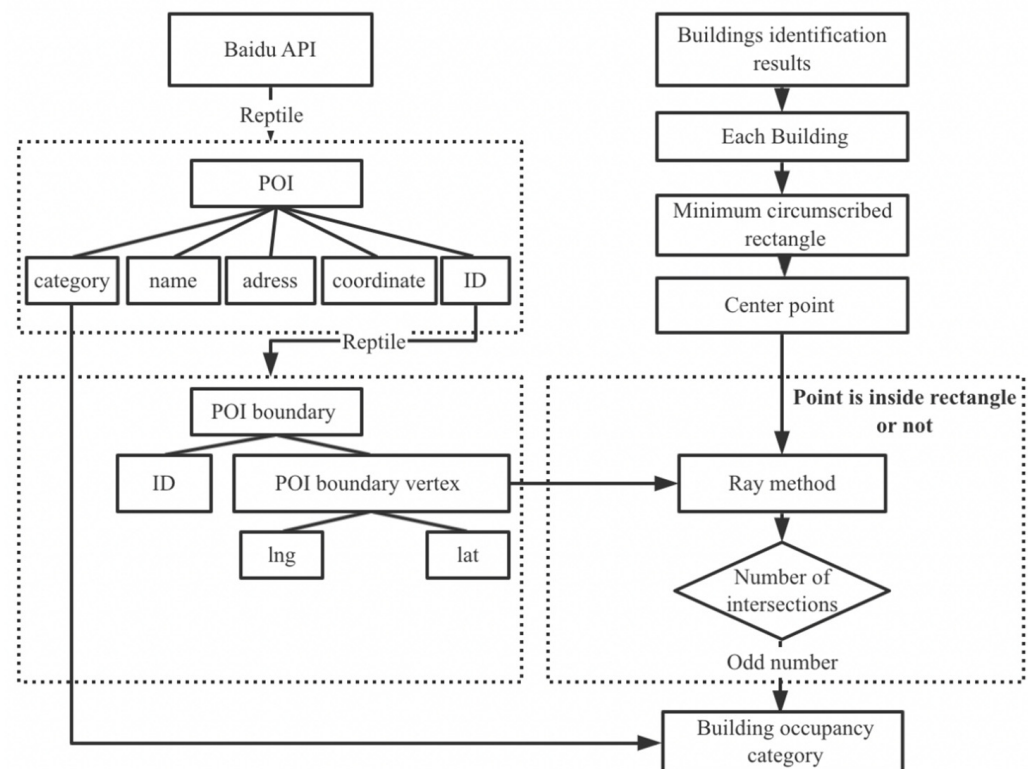 Baidu API
Reptile
POI
category
name
adress
coordinate
ID
Reptile
POI boundary
ID
POI boundary vertex
lng
lat
Buildings identification
results
Each Building
Minimum circumscribed
rectangle
Center point
Point is inside rectangle
or not
Ray method
Number of
intersections
Odd number
Building occupancy
category